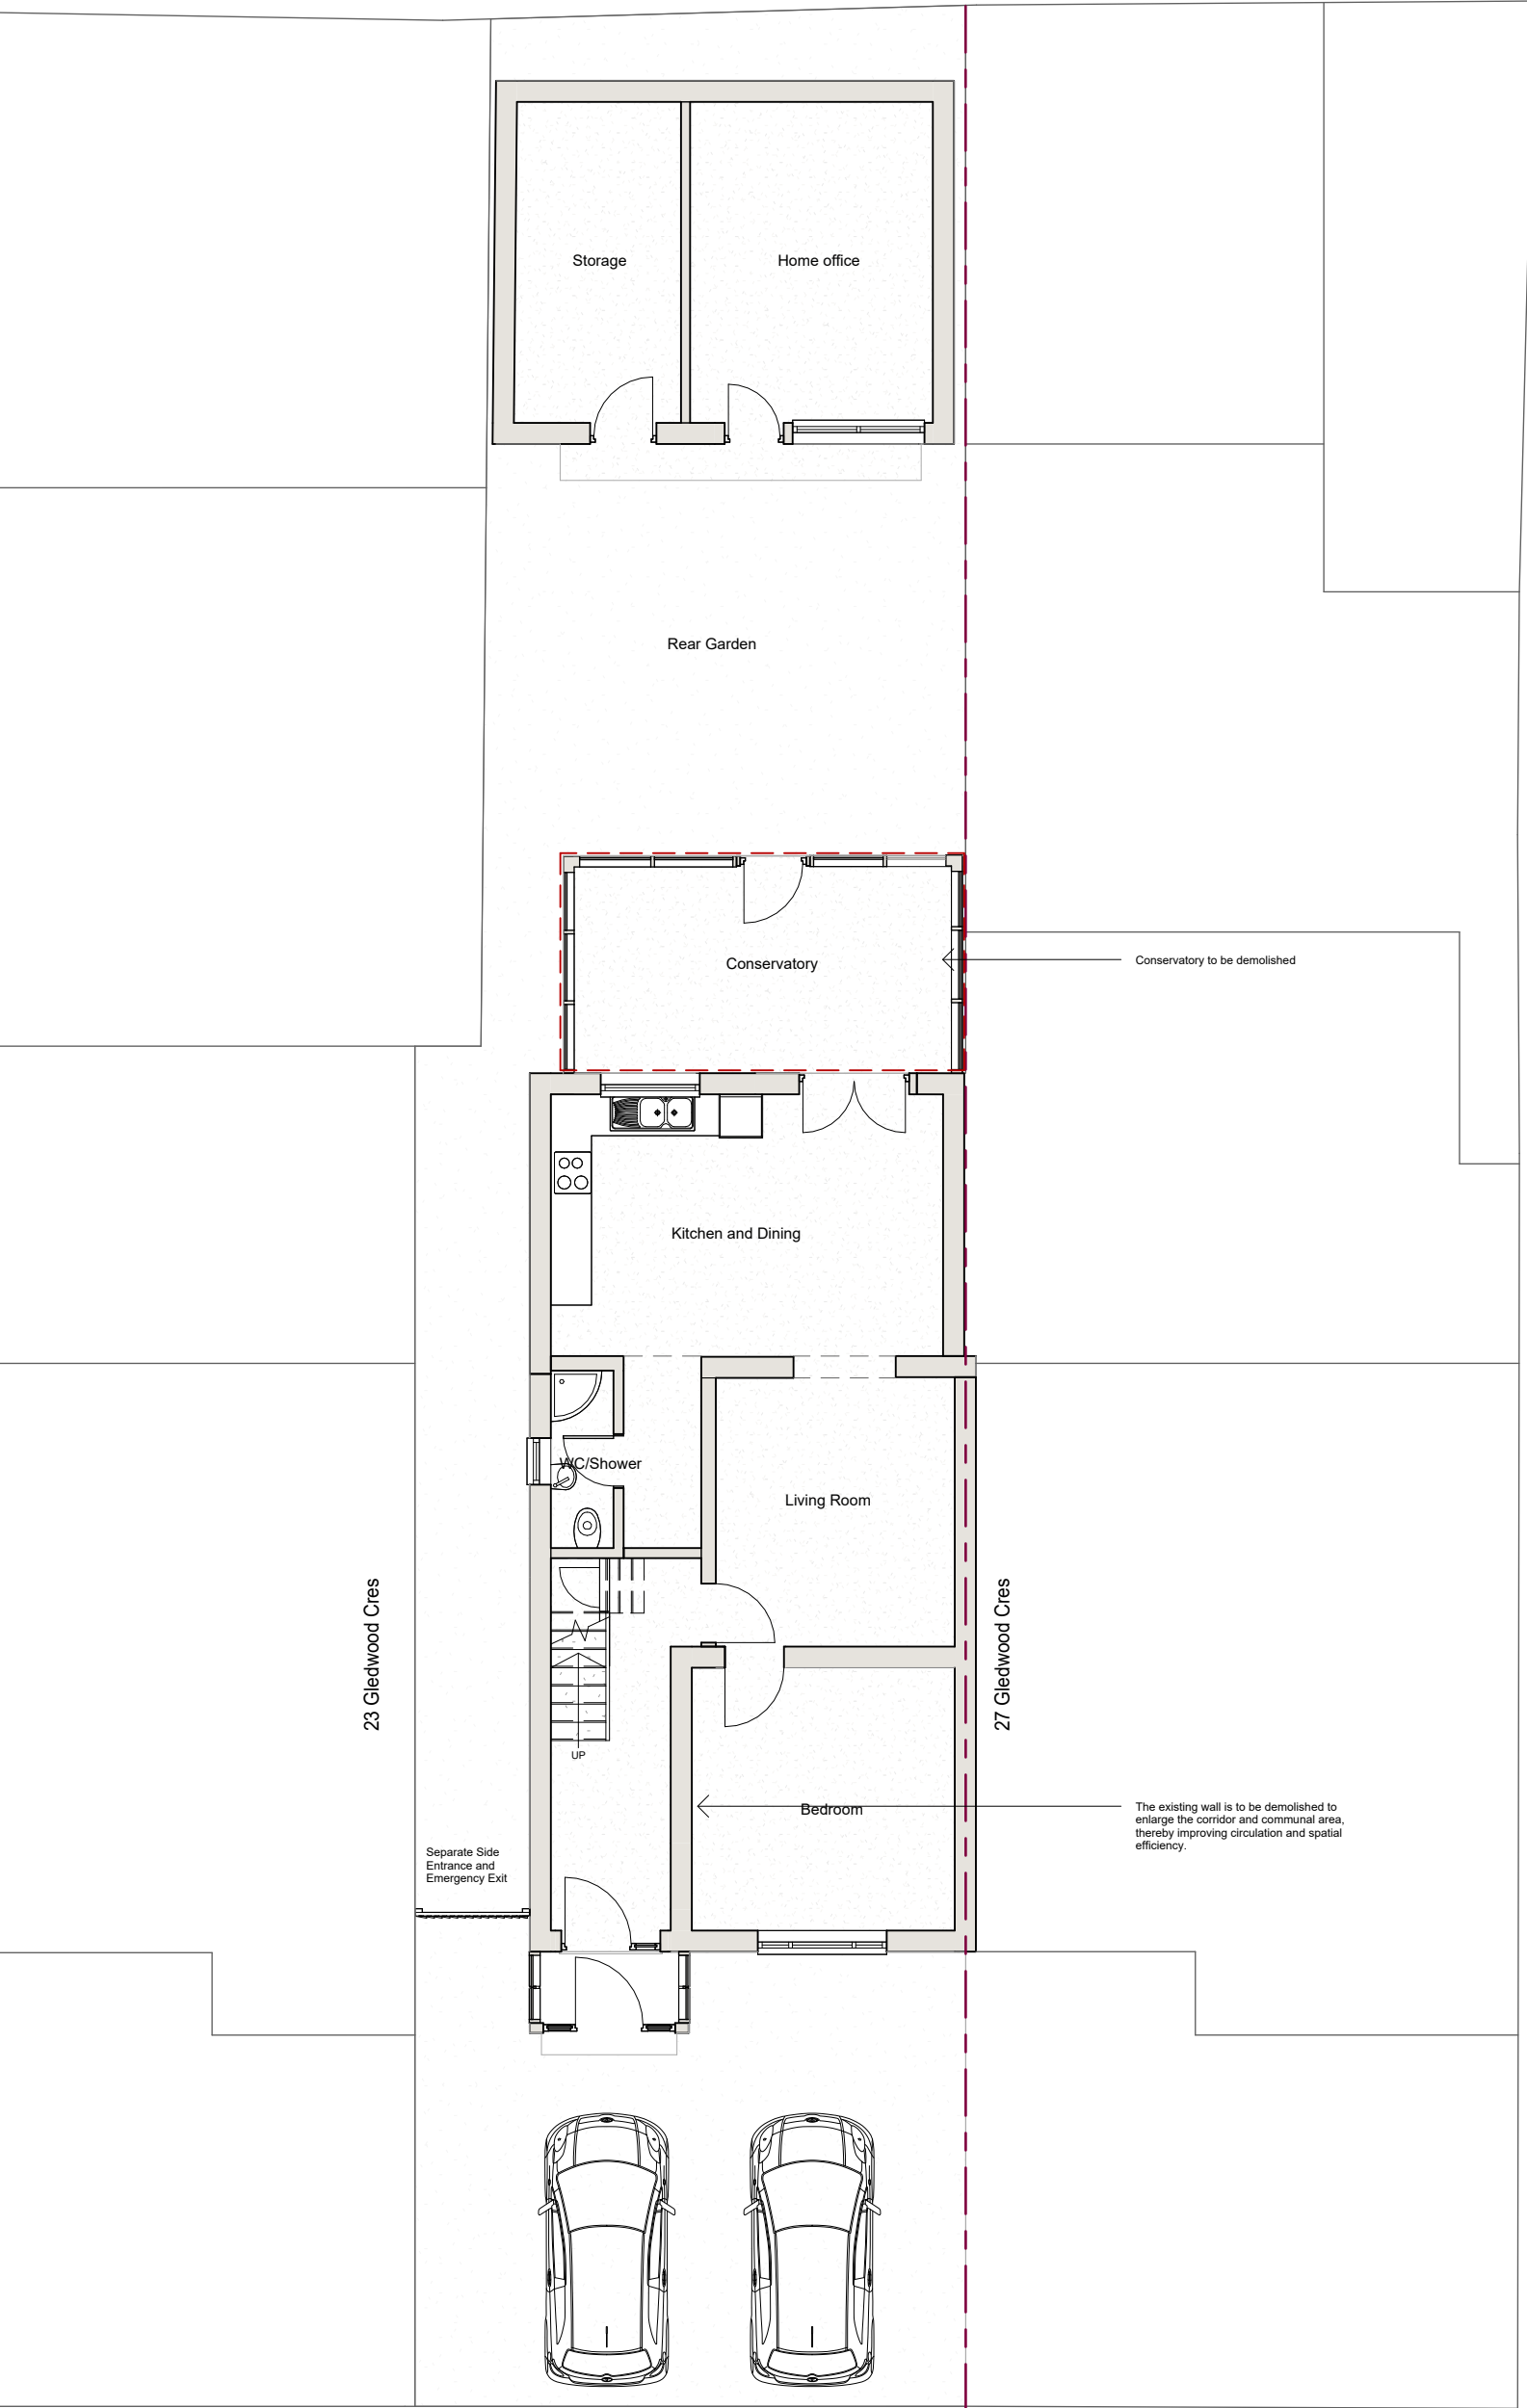 Storage
Home office
Rear Garden
Conservatory
Conservatory to be demolished
Kitchen and Dining
WC/Shower
Living Room
23 Gledwood Cres
27 Gledwood Cres
UP
Bedroom
The existing wall is to be demolished to
enlarge the corridor and communal area,
thereby improving circulation and spatial
efficiency.
Separate Side
Entrance and
Emergency Exit